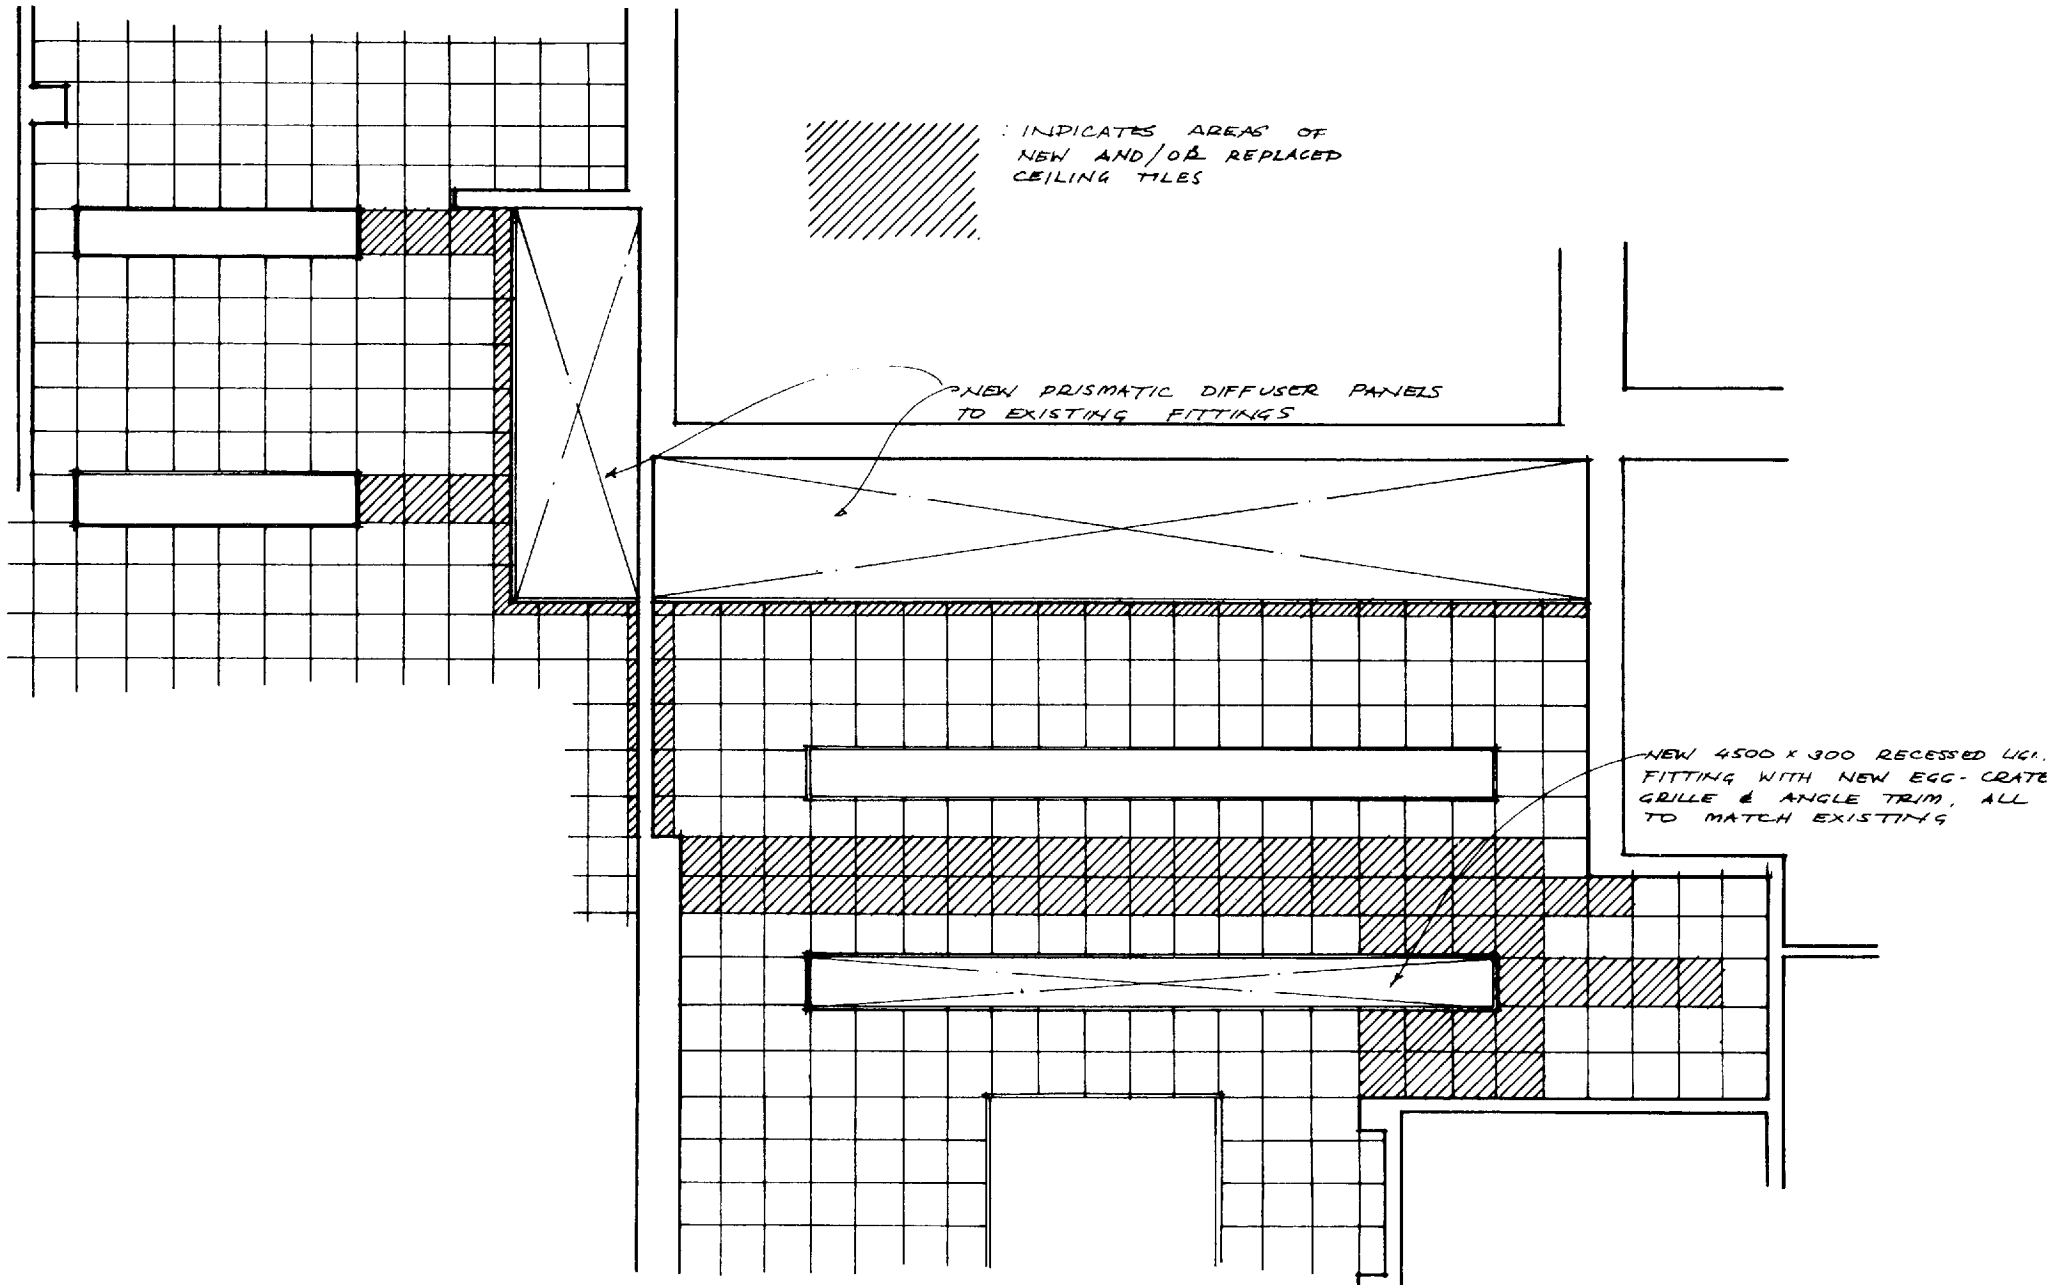 : INDICATES AREAS OF
NEW AND/OR REPLACED
CEILING TILES
NEW PRISMATIC DIFFUSER PANELS
TO EXISTING FITTINGS
NEW 4500 x 300 RECESSED
FITTING WITH NEW EGG-CRATE
GRILLE & ANGLE TRIM, ALL
TO MATCH EXISTING